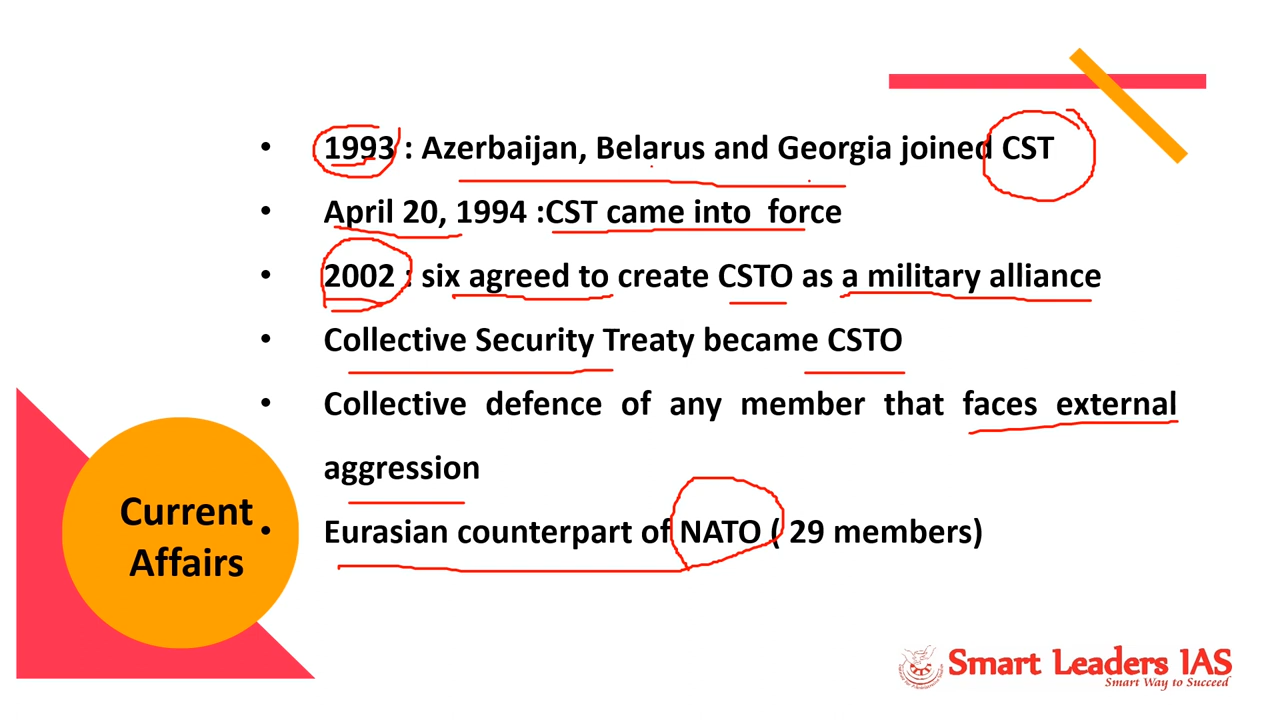 • 1993 : Azerbaijan, Belarus and Georgia joined CST
• April 20, 1994 :CST came into force
• 2002 : six agreed to create CSTO as a military alliance
• Collective Security Treaty became CSTO
• Collective defence of any member that faces external
aggression
• Eurasian counterpart of NATO ( 29 members)
Current
Affairs
Smart Leaders IAS
Smart Way to Succeed